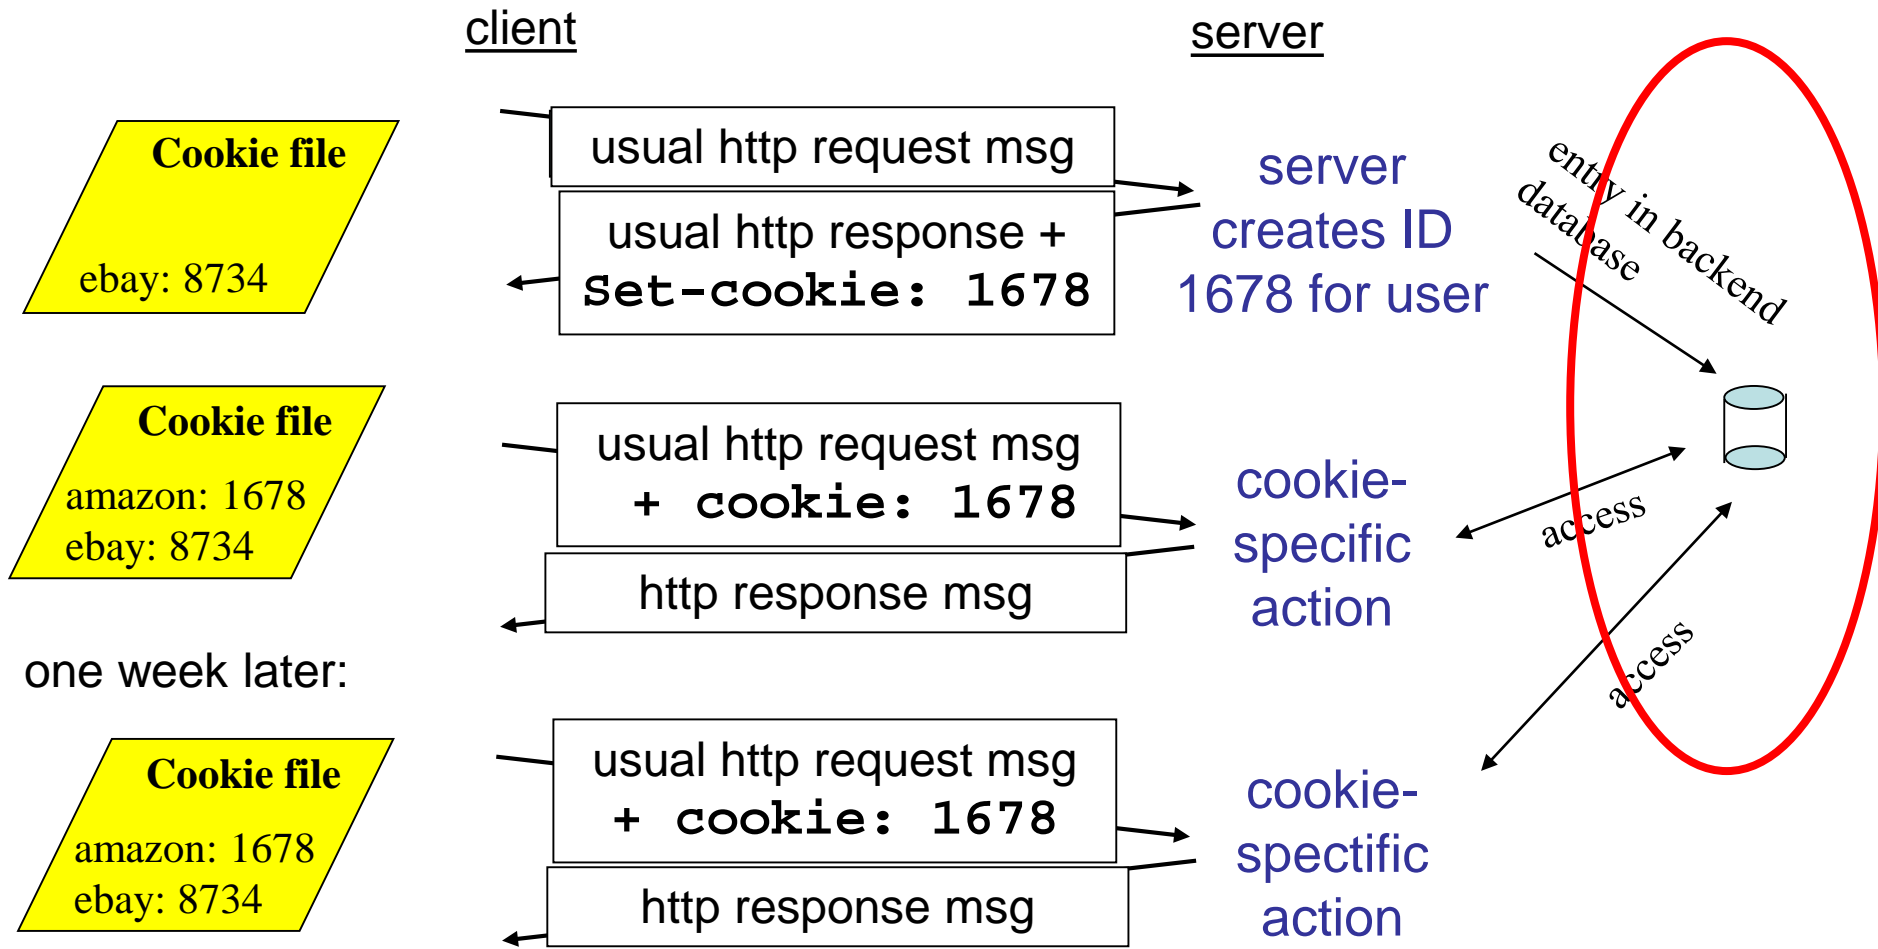 client
server
Cookie file
ebay: 8734
usual http request msg
usual http response +
Set-cookie: 1678
server
creates ID
1678 for user
entry in backend
database
Cookie file
amazon: 1678
ebay: 8734
usual http request msg
+ cookie: 1678
http response msg
cookie-
specific
action
access
access
one week later:
Cookie file
amazon: 1678
ebay: 8734
usual http request msg
+ cookie: 1678
http response msg
cookie-
spectific
action